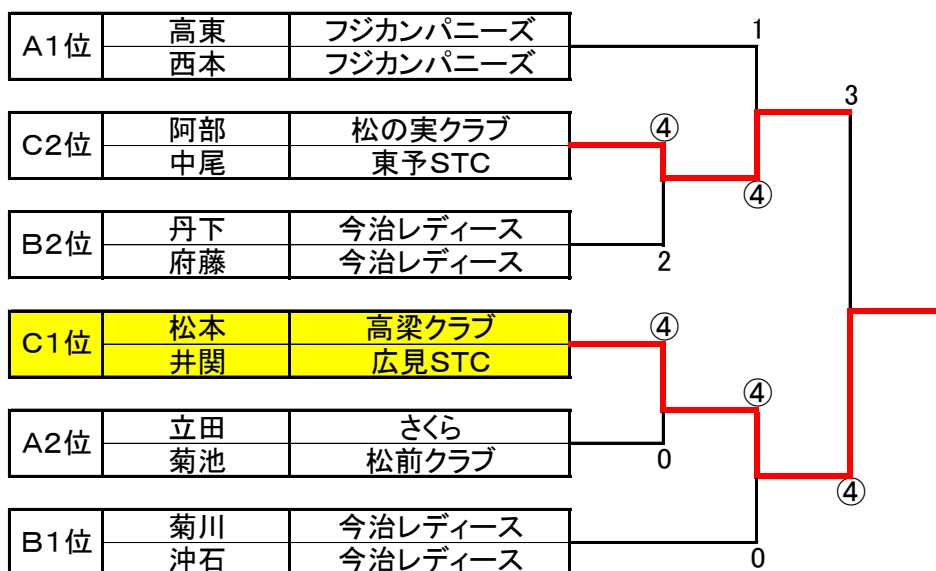 A1位 高東 フジカンパニーズ
西本 フジカンパニーズ
1
3
C2位 阿部 松の実クラブ ④
中尾 東予STC
④
B2位 丹下 今治レディース
府藤 今治レディース 2
C1位 松本 高梁クラブ ④
井関 広見STC
④
A2位 立田 さくら
菊池 松前クラブ 0
④
B1位 菊川 今治レディース
沖石 今治レディース 0